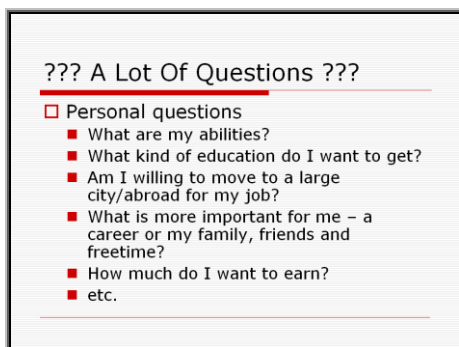 ??? A Lot Of Questions ???
Personal questions
What are my abilities?
What kind of education do I want to get?
Am I willing to move to a large
city/abroad for my job?
What is more important for me – a
career or my family, friends and
freetime?
How much do I want to earn?
etc.